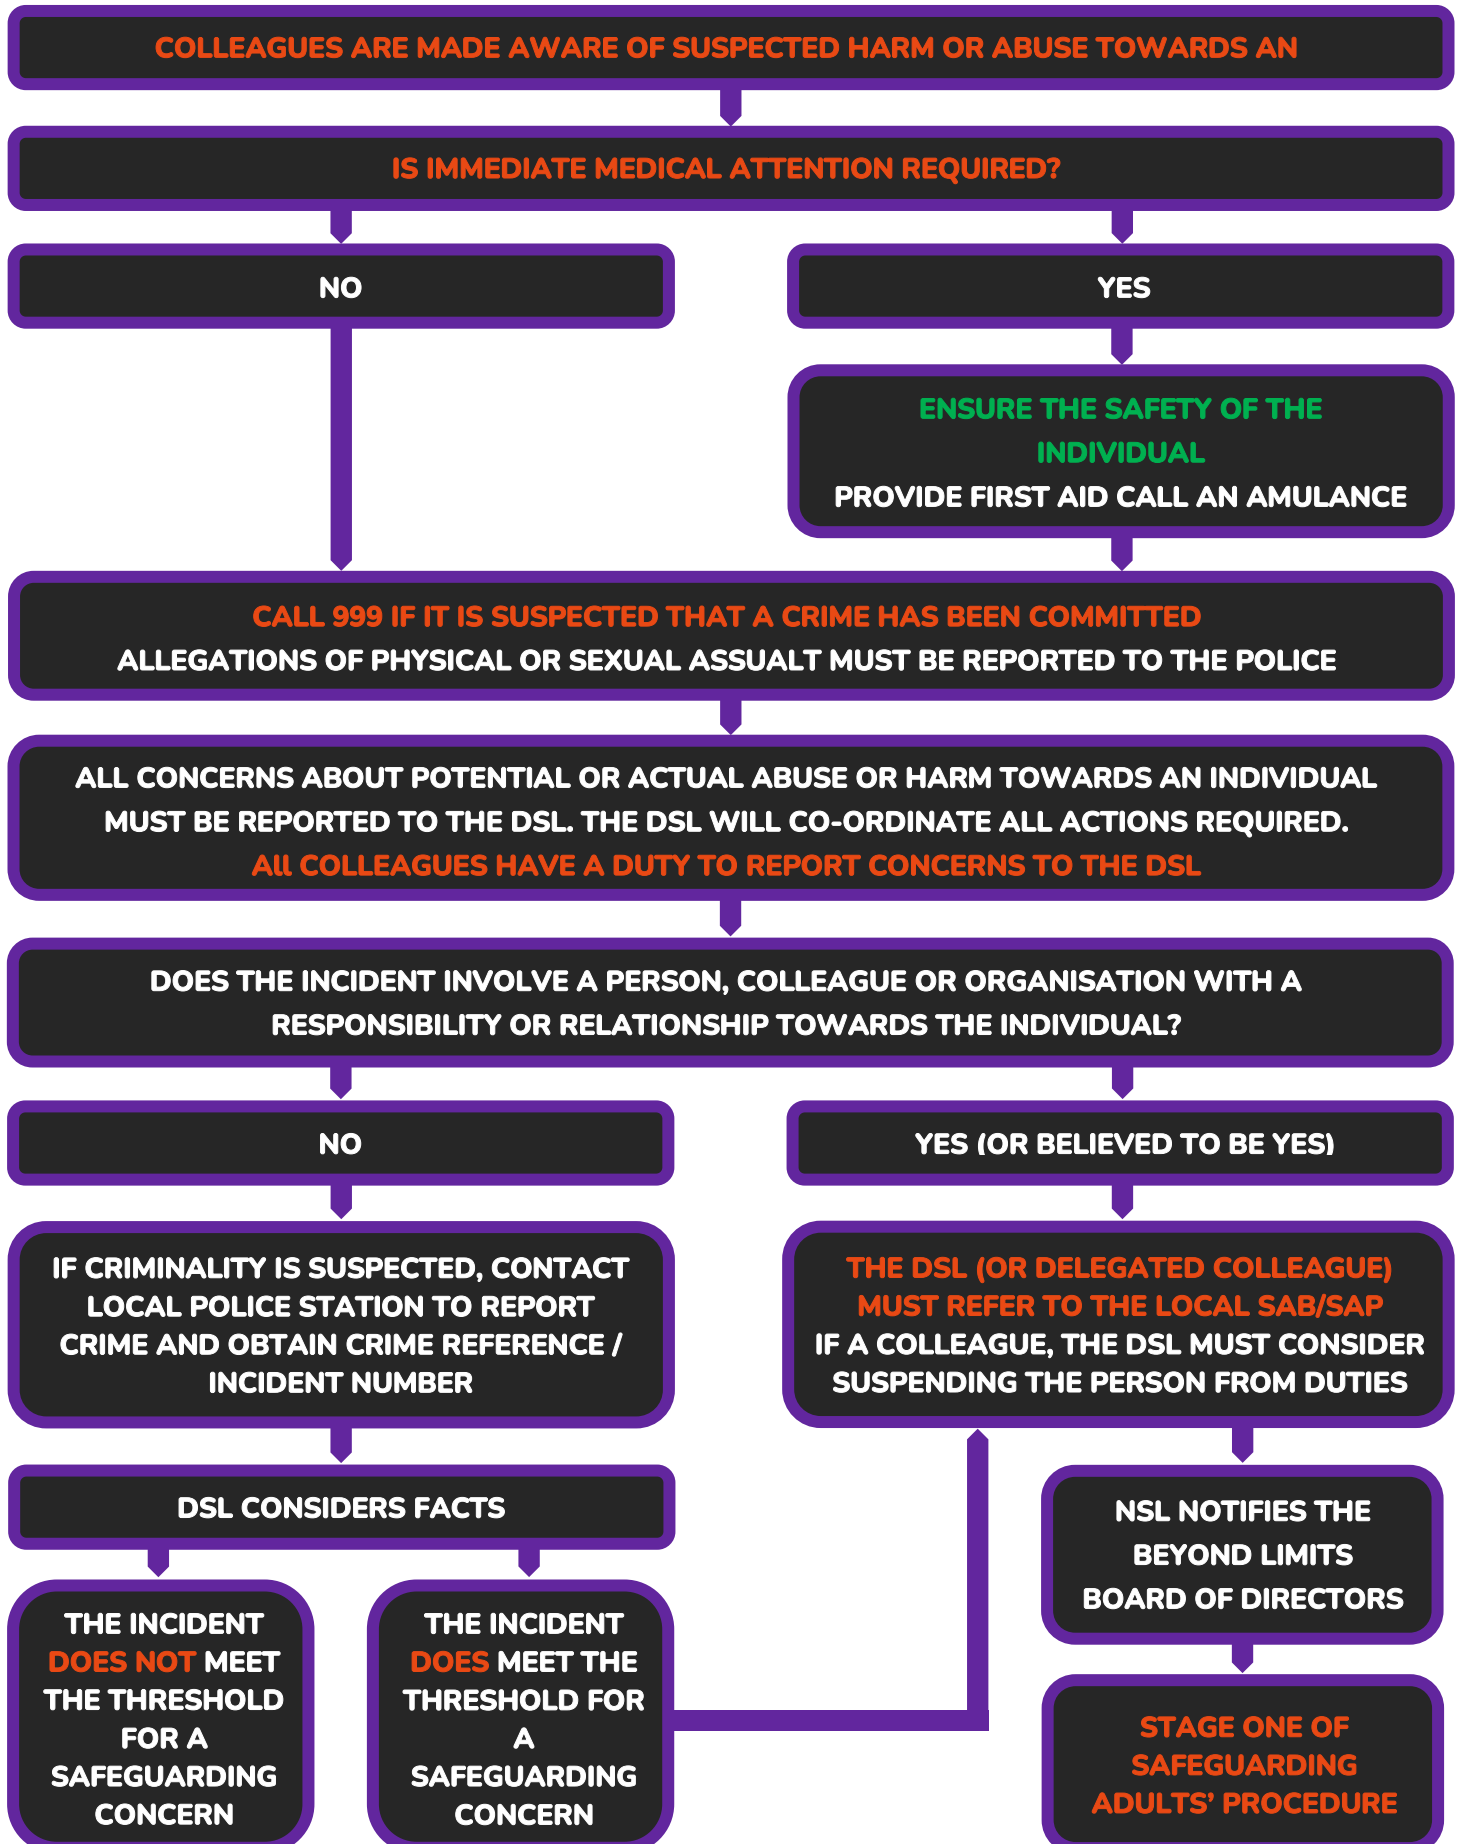 COLLEAGUES ARE MADE AWARE OF SUSPECTED HARM OR ABUSE TOWARDS AN
IS IMMEDIATE MEDICAL ATTENTION REQUIRED?
NO
YES
ENSURE THE SAFETY OF THE
INDIVIDUAL
PROVIDE FIRST AID CALL AN AMULANCE
CALL 999 IF IT IS SUSPECTED THAT A CRIME HAS BEEN COMMITTED
ALLEGATIONS OF PHYSICAL OR SEXUAL ASSUALT MUST BE REPORTED TO THE POLICE
ALL CONCERNS ABOUT POTENTIAL OR ACTUAL ABUSE OR HARM TOWARDS AN INDIVIDUAL
MUST BE REPORTED TO THE DSL. THE DSL WILL CO-ORDINATE ALL ACTIONS REQUIRED.
All COLLEAGUES HAVE A DUTY TO REPORT CONCERNS TO THE DSL
DOES THE INCIDENT INVOLVE A PERSON, COLLEAGUE OR ORGANISATION WITH A
RESPONSIBILITY OR RELATIONSHIP TOWARDS THE INDIVIDUAL?
NO
YES (OR BELIEVED TO BE YES)
IF CRIMINALITY IS SUSPECTED, CONTACT
LOCAL POLICE STATION TO REPORT
CRIME AND OBTAIN CRIME REFERENCE /
INCIDENT NUMBER
THE DSL (OR DELEGATED COLLEAGUE)
MUST REFER TO THE LOCAL SAB/SAP
IF A COLLEAGUE, THE DSL MUST CONSIDER
SUSPENDING THE PERSON FROM DUTIES
DSL CONSIDERS FACTS
NSL NOTIFIES THE
BEYOND LIMITS
BOARD OF DIRECTORS
THE INCIDENT
DOES NOT MEET
THE THRESHOLD
FOR A
SAFEGUARDING
CONCERN
THE INCIDENT
DOES MEET THE
THRESHOLD FOR
A
SAFEGUARDING
CONCERN
STAGE ONE OF
SAFEGUARDING
ADULTS’ PROCEDURE